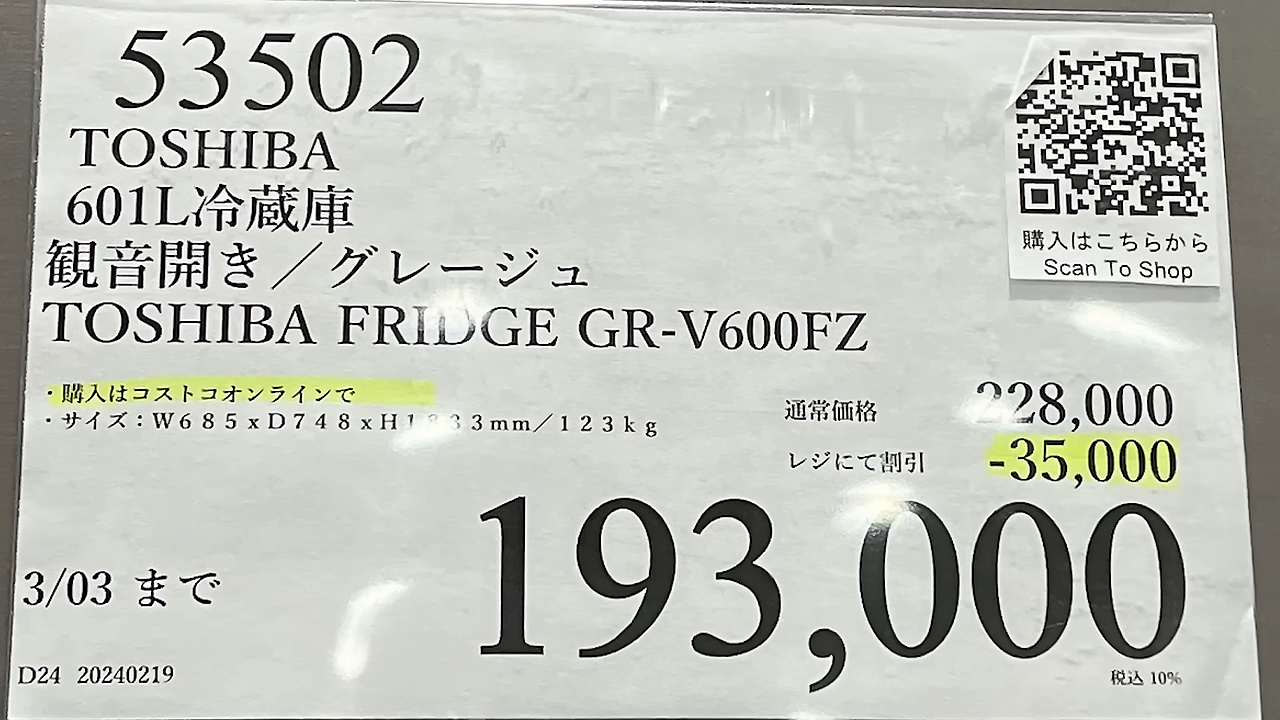 53502
TOSHIBA
601L冷蔵庫
観音開き／グレージュ
TOSHIBA FRIDGE GR-V600FZ
・購入はコストコオンラインで
・サイズ：Ｗ６８５ｘＤ７４８ｘＨ１８３３mm／１２３ｋｇ
購入はこちらから
Scan To Shop
通常価格 228,000
レジにて割引 -35,000
193,000
3/03 まで
D24 20240219
税込 10%